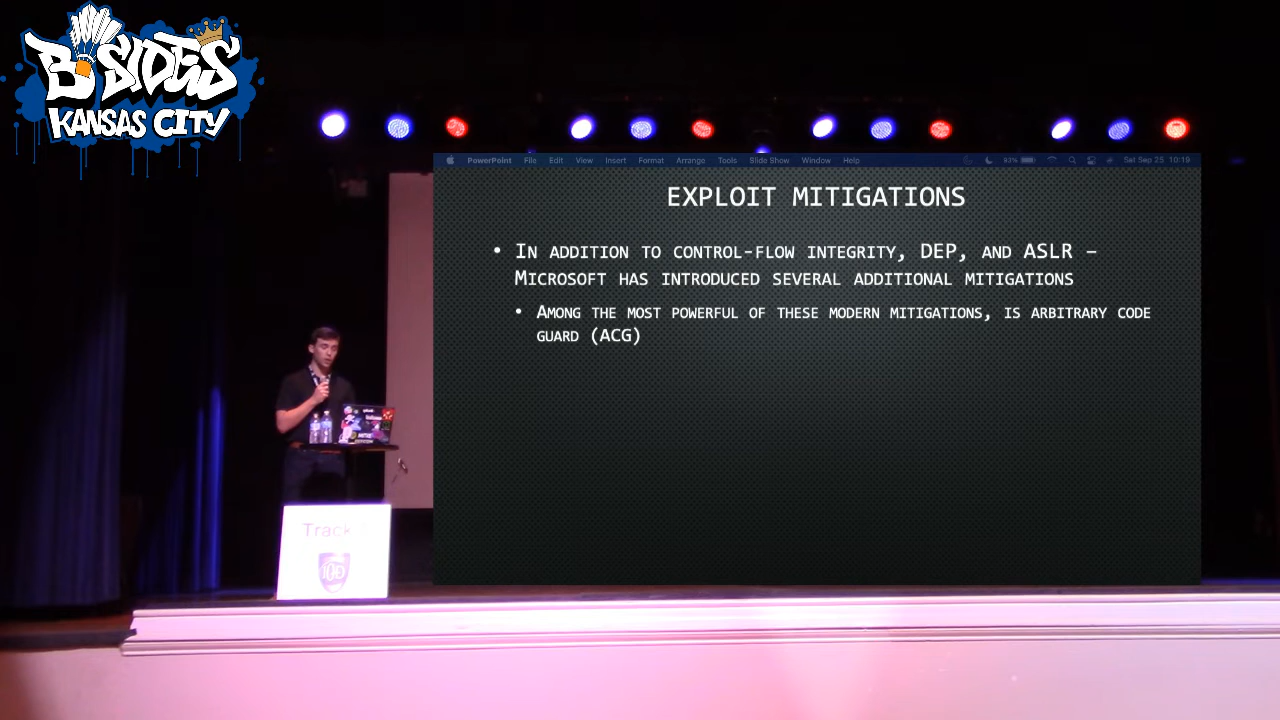 B-SIDES
KANSAS CITY
PowerPoint File Edit View Insert Format Arrange Tools Slide Show Window Help 93% Sat Sep 25 10:19
EXPLOIT MITIGATIONS
• IN ADDITION TO CONTROL-FLOW INTEGRITY, DEP, AND ASLR –
MICROSOFT HAS INTRODUCED SEVERAL ADDITIONAL MITIGATIONS
• AMONG THE MOST POWERFUL OF THESE MODERN MITIGATIONS, IS ARBITRARY CODE
GUARD (ACG)
Track